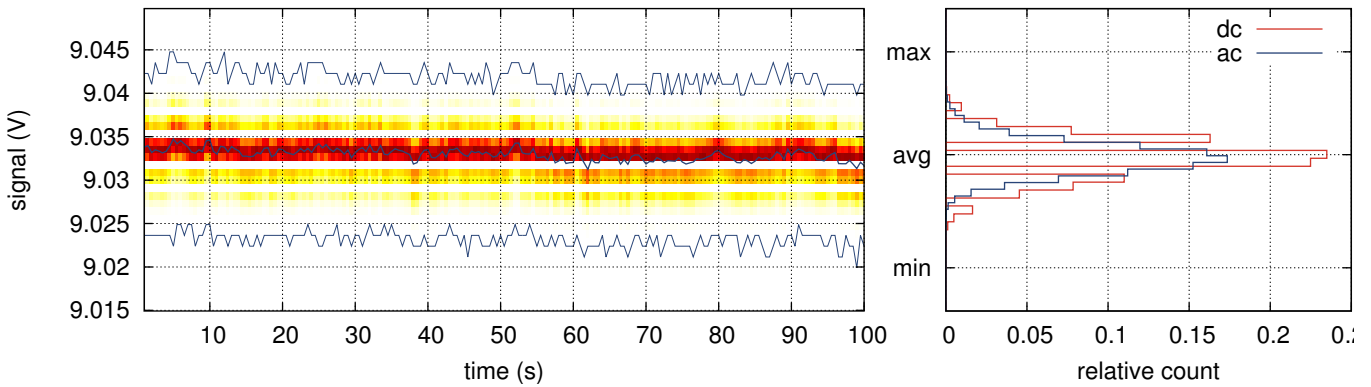 9.045
9.04
9.035
9.03
9.025
9.02
9.015
signal (V)
10 20 30 40 50 60 70 80 90 100
time (s)
max
avg
min
dc
ac
0 0.05 0.1 0.15 0.2
relative count